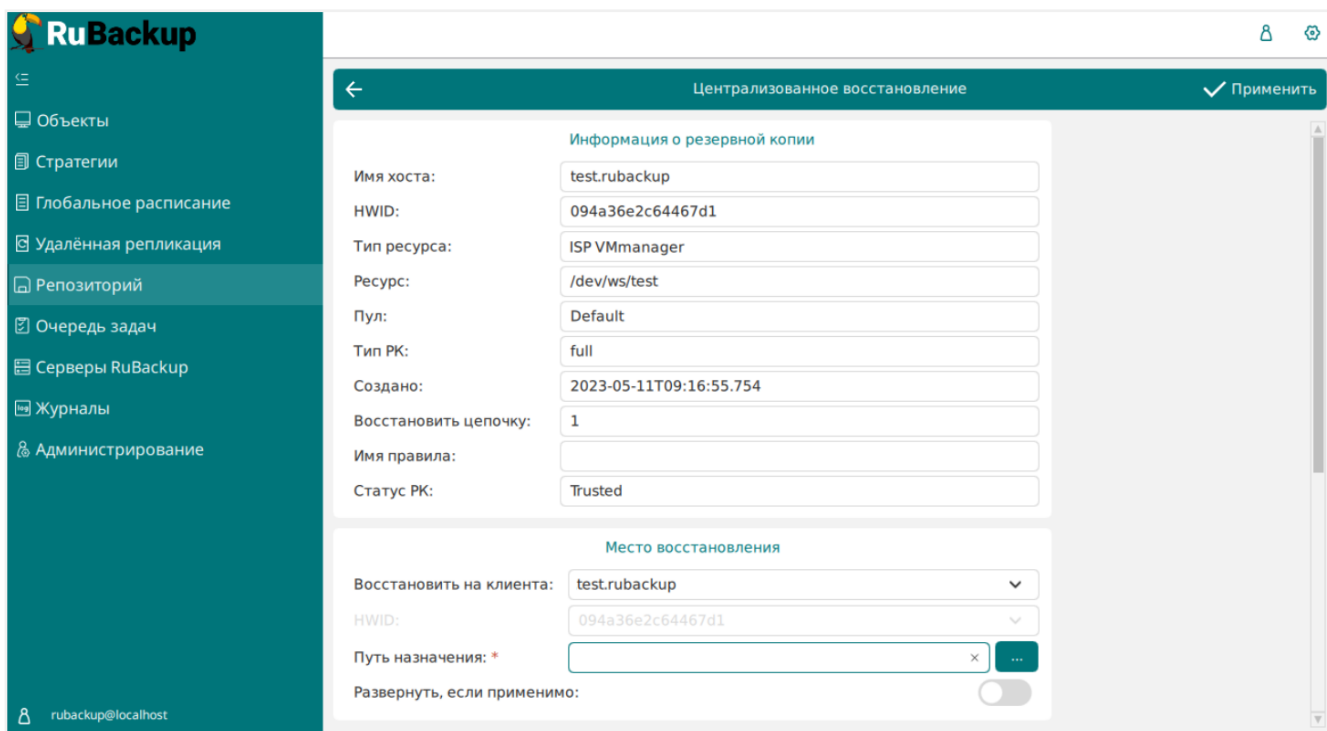 RuBackup
Объекты
Стратегии
Глобальное расписание
Удалённая репликация
Репозиторий
Очередь задач
Серверы RuBackup
log Журналы
Администрирование
rubackup@localhost
Централизованное восстановление
Применить
Информация о резервной копии
Имя хоста: test.rubackup
HWID: 094a36e2c64467d1
Тип ресурса: ISP VMmanager
Ресурс: /dev/ws/test
Пул: Default
Тип РК: full
Создано: 2023-05-11T09:16:55.754
Восстановить цепочку: 1
Имя правила:
Статус РК: Trusted
Место восстановления
Восстановить на клиента: test.rubackup
HWID: 094a36e2c64467d1
Путь назначения: * ...
Развернуть, если применимо: